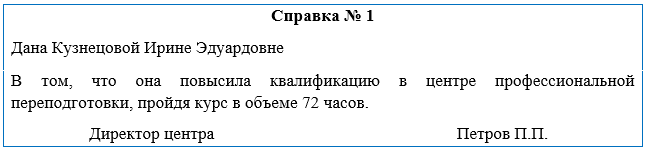 Справка № 1
Дана Кузнецовой Ирине Эдуардовне
В том, что она повысила квалификацию в центре профессиональной
переподготовки, пройдя курс в объеме 72 часов.
Директор центра Петров П.П.